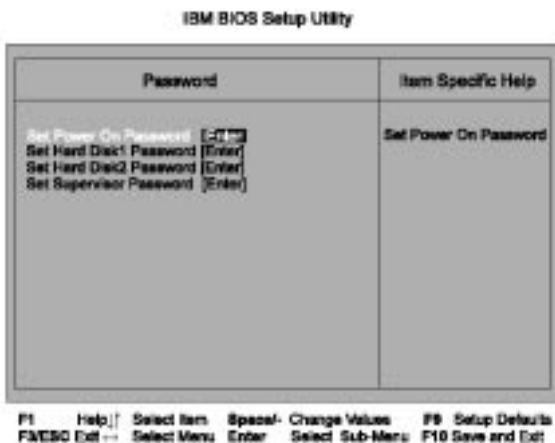 IBM BIOS Setup Utility
Password
Item Specific Help
Set Power On Password [Enter]
Set Hard Disk1 Password [Enter]
Set Hard Disk2 Password [Enter]
Set Supervisor Password [Enter]
Set Power On Password
F1 Help ↓↑ Select Item Space/- Change Values F9 Setup Defaults
F3/ESC Exit ←→ Select Menu Enter Select Sub-Menu F10 Save and Exit